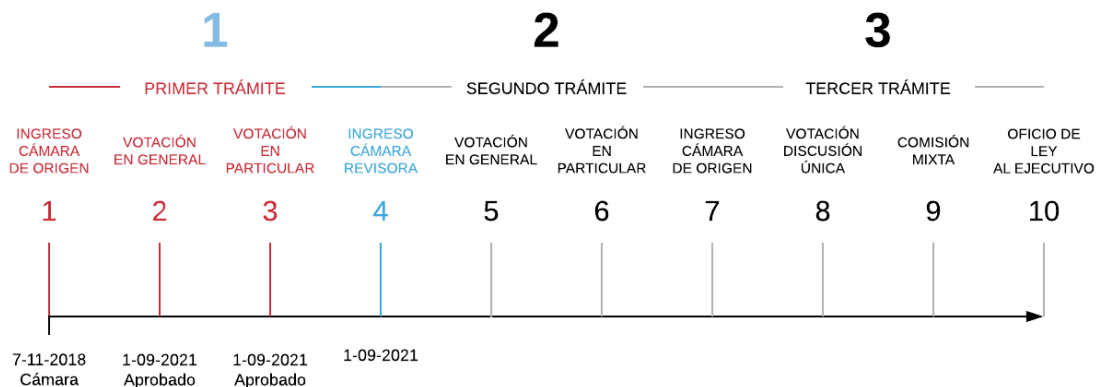 1
2
3
PRIMER TRÁMITE
SEGUNDO TRÁMITE
TERCER TRÁMITE
INGRESO
CÁMARA
DE ORIGEN
VOTACIÓN
EN GENERAL
VOTACIÓN
EN
PARTICULAR
INGRESO
CÁMARA
REVISORA
VOTACIÓN
EN GENERAL
VOTACIÓN
EN
PARTICULAR
INGRESO
CÁMARA
DE ORIGEN
VOTACIÓN
DISCUSIÓN
ÚNICA
COMISIÓN
MIXTA
OFICIO DE
LEY
AL EJECUTIVO
1
2
3
4
5
6
7
8
9
10
7-11-2018
Cámara
1-09-2021
Aprobado
1-09-2021
Aprobado
1-09-2021